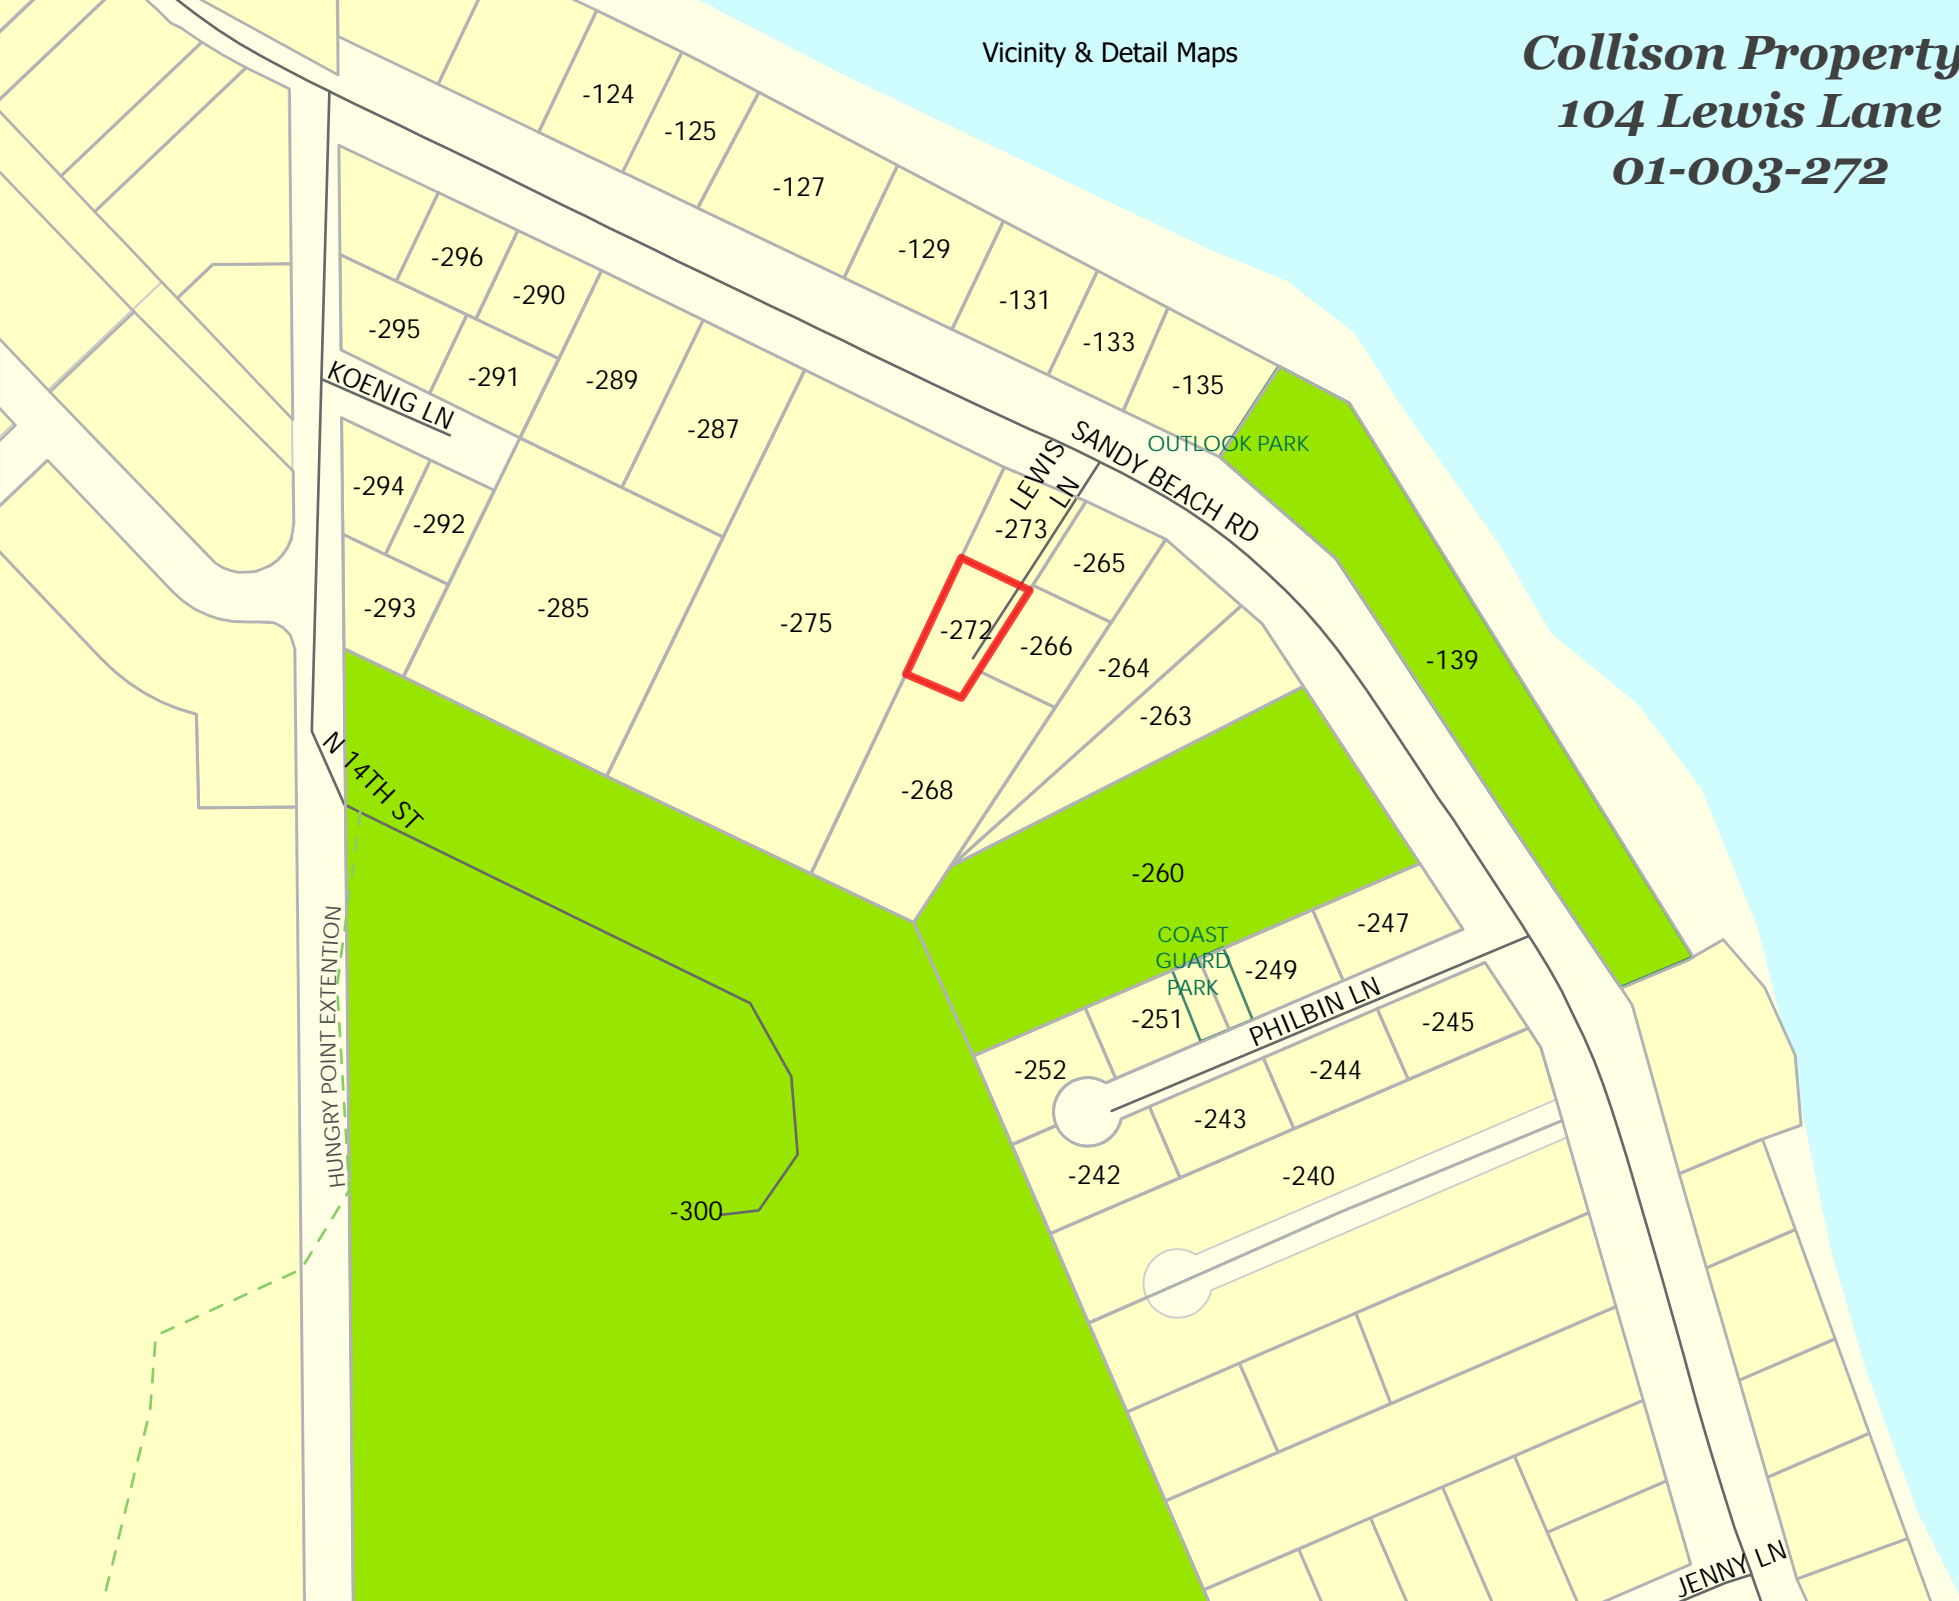 Vicinity & Detail Maps
Collison Property
104 Lewis Lane
01-003-272
-124
-125
-127
-129
-131
-133
-135
-296
-290
-295
-291
-289
-287
KOENIG LN
-294
-292
-293
-285
-275
LEWIS
LN
SANDY BEACH RD
OUTLOOK PARK
-273
-265
-272
-266
-264
-263
-268
-139
N 14TH ST
-260
COAST
GUARD
PARK
-247
-249
-251
-252
PHILBIN LN
-245
-244
-243
-242
-240
HUNGRY POINT EXTENTION
-300
JENNY LN